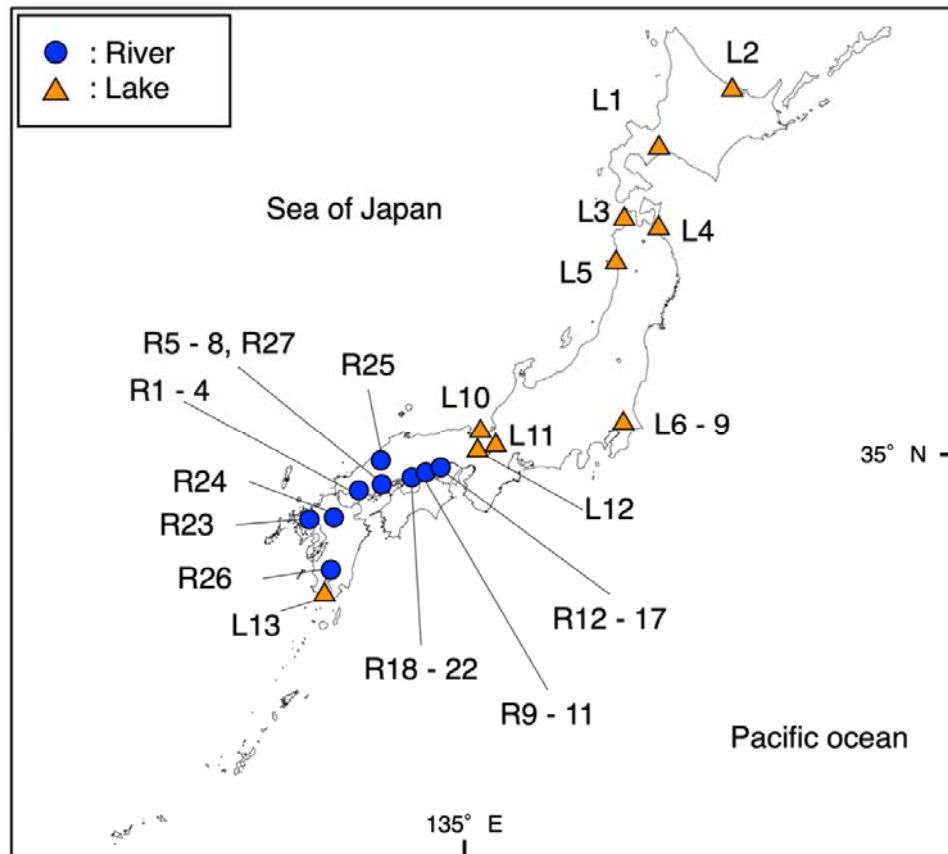 : River
: Lake
L2
L1
Sea of Japan
L3
L4
L5
R5 - 8, R27
R25
R1 - 4
L10
L11
L6 - 9
35° N
R24
L12
R23
R26
L13
R12 - 17
R18 - 22
R9 - 11
Pacific ocean
135° E